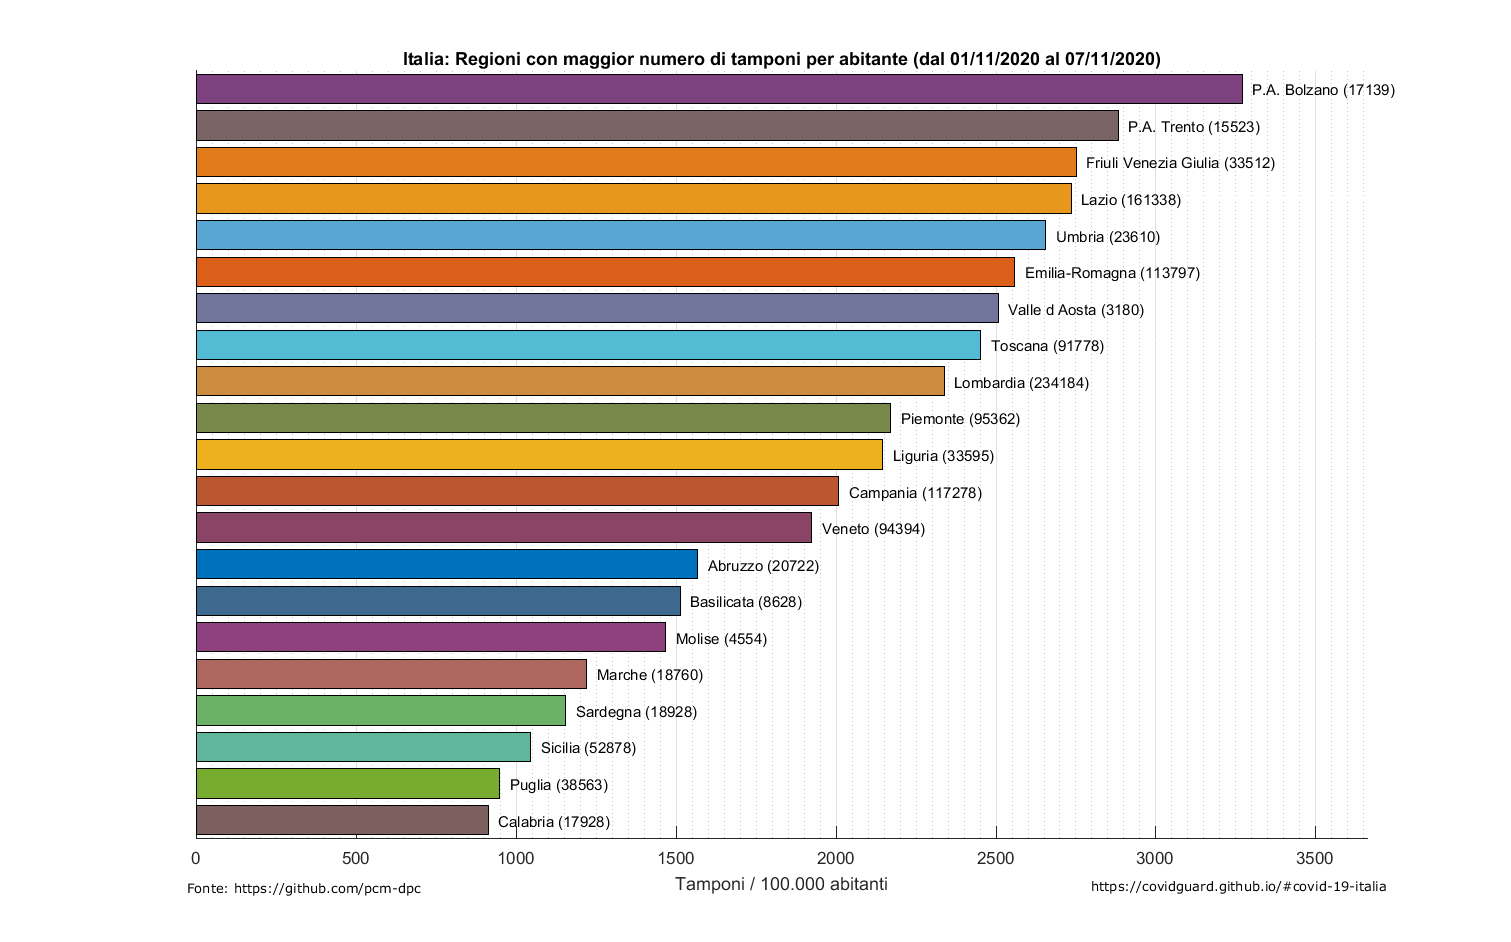 Italia: Regioni con maggior numero di tamponi per abitante (dal 01/11/2020 al 07/11/2020)
P.A. Bolzano (17139)
P.A. Trento (15523)
Friuli Venezia Giulia (33512)
Lazio (161338)
Umbria (23610)
Emilia-Romagna (113797)
Valle d Aosta (3180)
Toscana (91778)
Lombardia (234184)
Piemonte (95362)
Liguria (33595)
Campania (117278)
Veneto (94394)
Abruzzo (20722)
Basilicata (8628)
Molise (4554)
Marche (18760)
Sardegna (18928)
Sicilia (52878)
Puglia (38563)
Calabria (17928)
0 500 1000 1500 2000 2500 3000 3500
Tamponi / 100.000 abitanti
Fonte: https://github.com/pcm-dpc
https://covidguard.github.io/#covid-19-italia